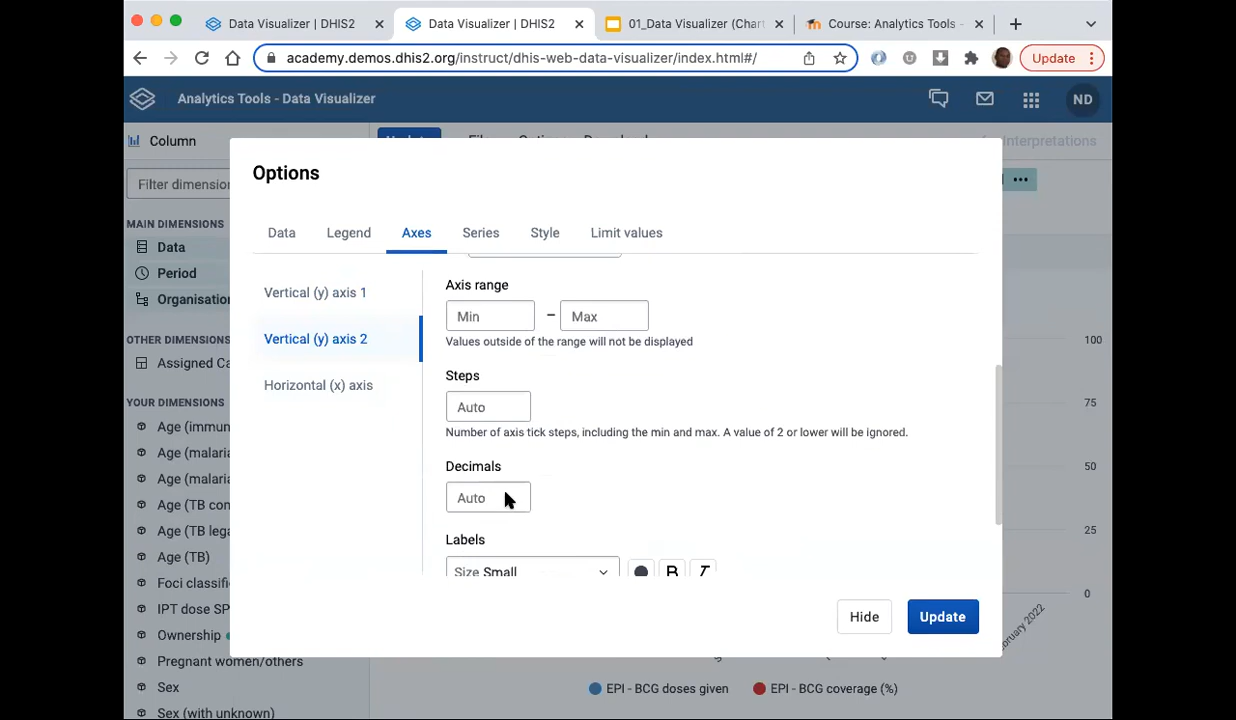 Data Visualizer | DHIS2
Data Visualizer | DHIS2
01_Data Visualizer (Chart
Course: Analytics Tools -
academy.demos.dhis2.org/instruct/dhis-web-data-visualizer/index.html#/
Update
Analytics Tools - Data Visualizer
ND
Column
Interpretations
Filter dimension
MAIN DIMENSIONS
Data
Period
Organisation
OTHER DIMENSIONS
Assigned Ca
YOUR DIMENSIONS
Age (immun
Age (malari
Age (malari
Age (TB con
Age (TB lega
Age (TB)
Foci classifi
IPT dose SP
Ownership
Pregnant women/others
Sex
Sex (with unknown)
Options
Data
Legend
Axes
Series
Style
Limit values
Vertical (y) axis 1
Vertical (y) axis 2
Horizontal (x) axis
Axis range
Min – Max
Values outside of the range will not be displayed
Steps
Auto
Number of axis tick steps, including the min and max. A value of 2 or lower will be ignored.
Decimals
Auto
Labels
Size Small
B I
Hide
Update
100
75
50
25
0
bruary 2022
EPI - BCG doses given
EPI - BCG coverage (%)